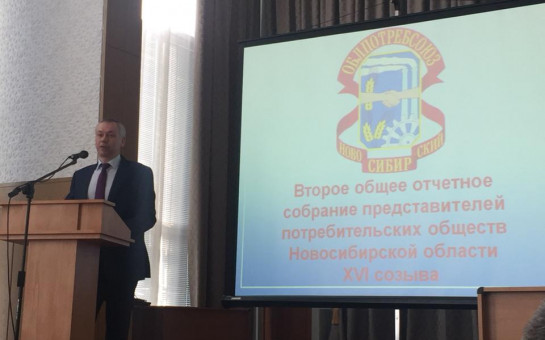 ОБЛПОТРЕБСОЮЗ
НОВО СИБИР СКИЙ
Второе общее отчетное
собрание представителей
потребительских обществ
Новосибирской области
XVI созыва